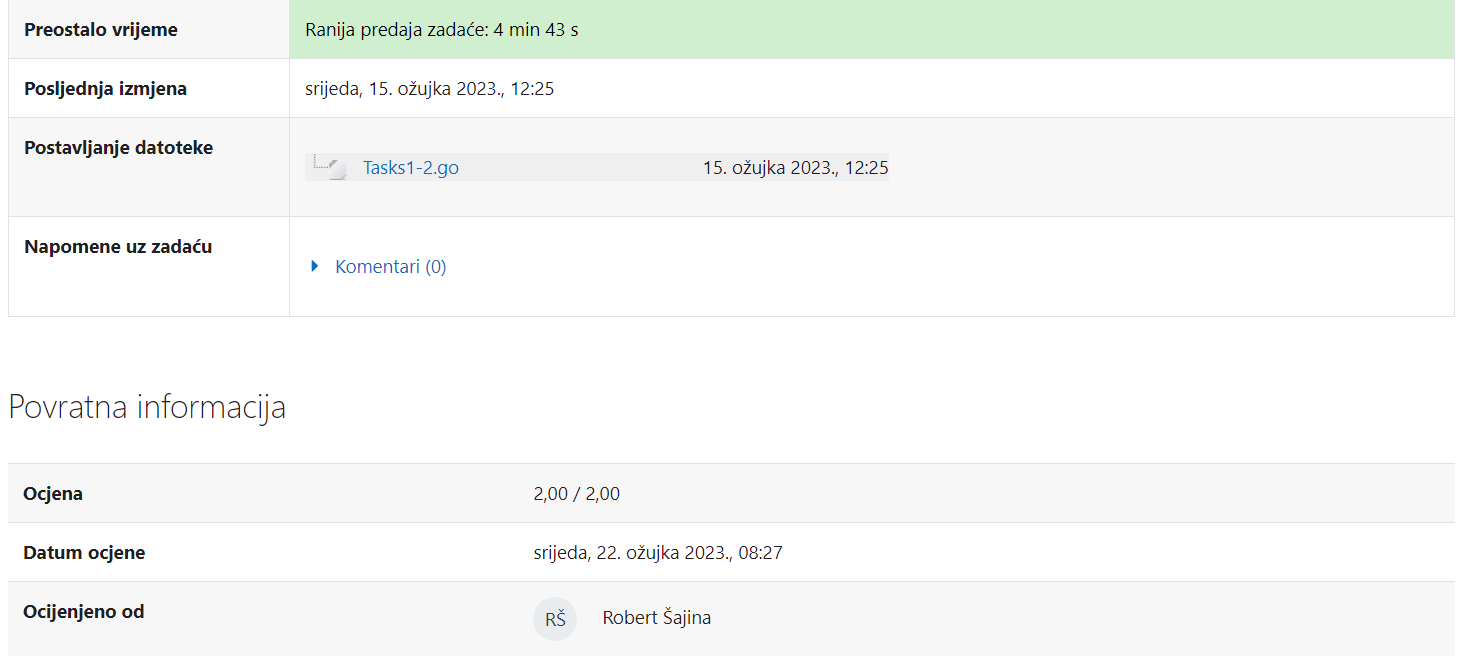 Preostalo vrijeme
Ranija predaja zadaće: 4 min 43 s
Posljednja izmjena
srijeda, 15. ožujka 2023., 12:25
Postavljanje datoteke
Tasks1-2.go 15. ožujka 2023., 12:25
Napomene uz zadaću
Komentari (0)
Povratna informacija
Ocjena
2,00 / 2,00
Datum ocjene
srijeda, 22. ožujka 2023., 08:27
Ocijenjeno od
RŠ Robert Šajina